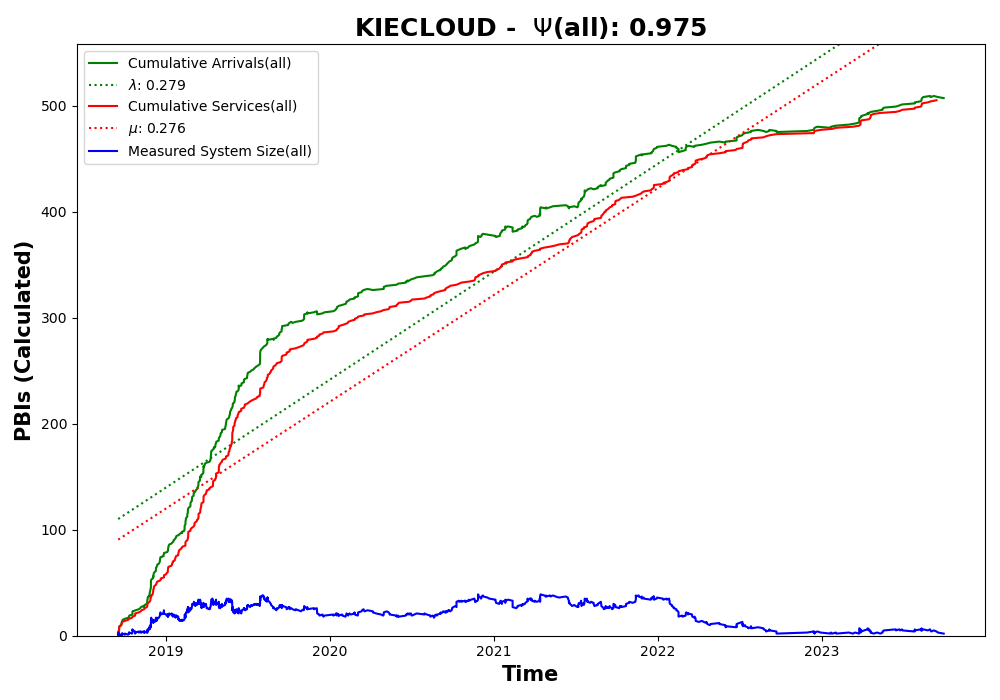 KIECLOUD - Ψ(all): 0.975
Cumulative Arrivals(all)
λ: 0.279
Cumulative Services(all)
μ: 0.276
Measured System Size(all)
PBIs (Calculated)
500
400
300
200
100
0
2019 2020 2021 2022 2023
Time